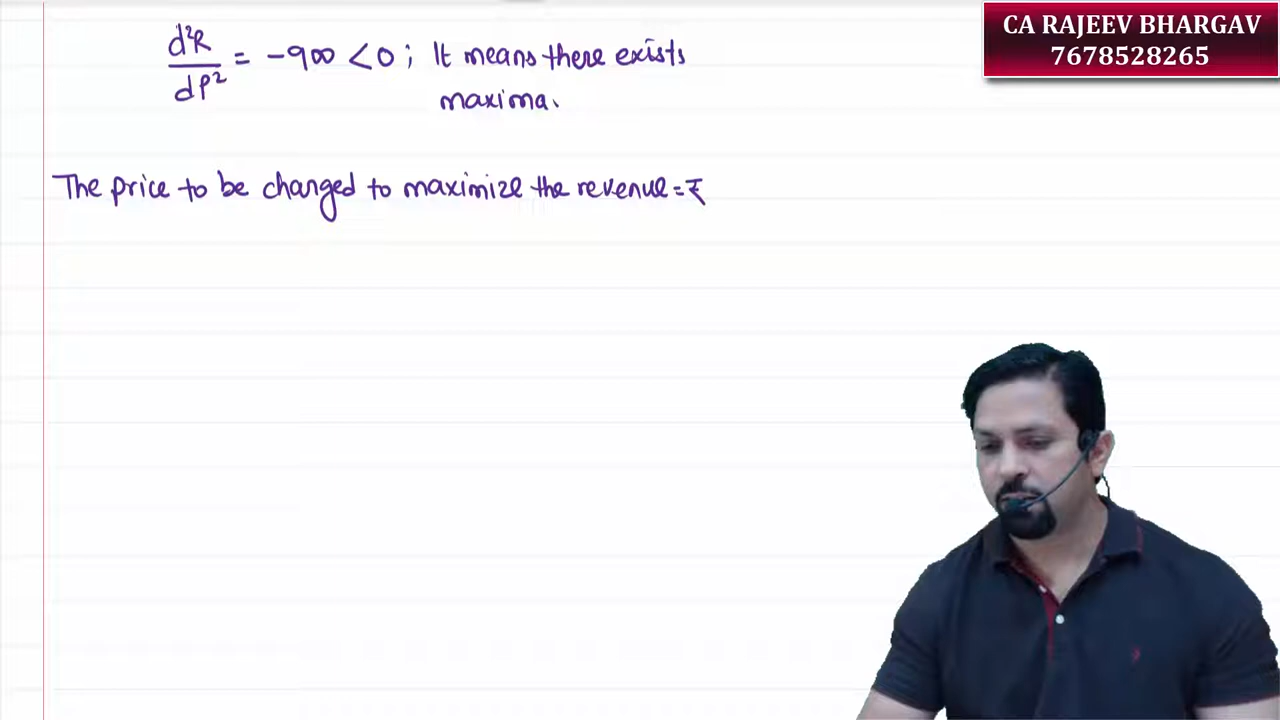 CA RAJEEV BHARGAV
7678528265
d²R/dP² = -900 <0; It means there exists
maxima.
The price to be changed to maximize the revenue=₹